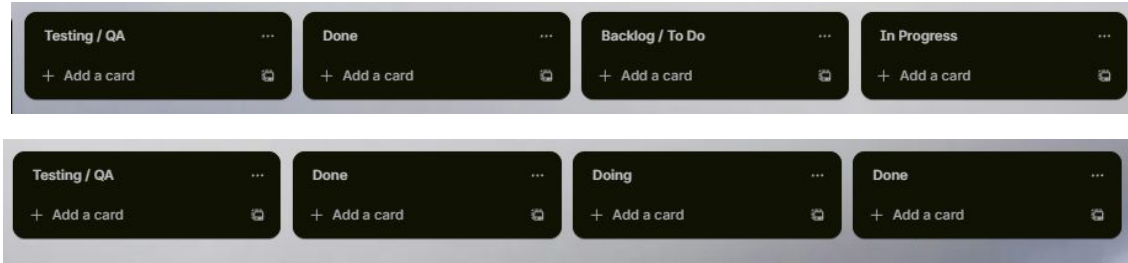 Testing / QA ... Done ... Backlog / To Do ... In Progress ...
+ Add a card + Add a card + Add a card + Add a card
Testing / QA ... Done ... Doing ... Done ...
+ Add a card + Add a card + Add a card + Add a card